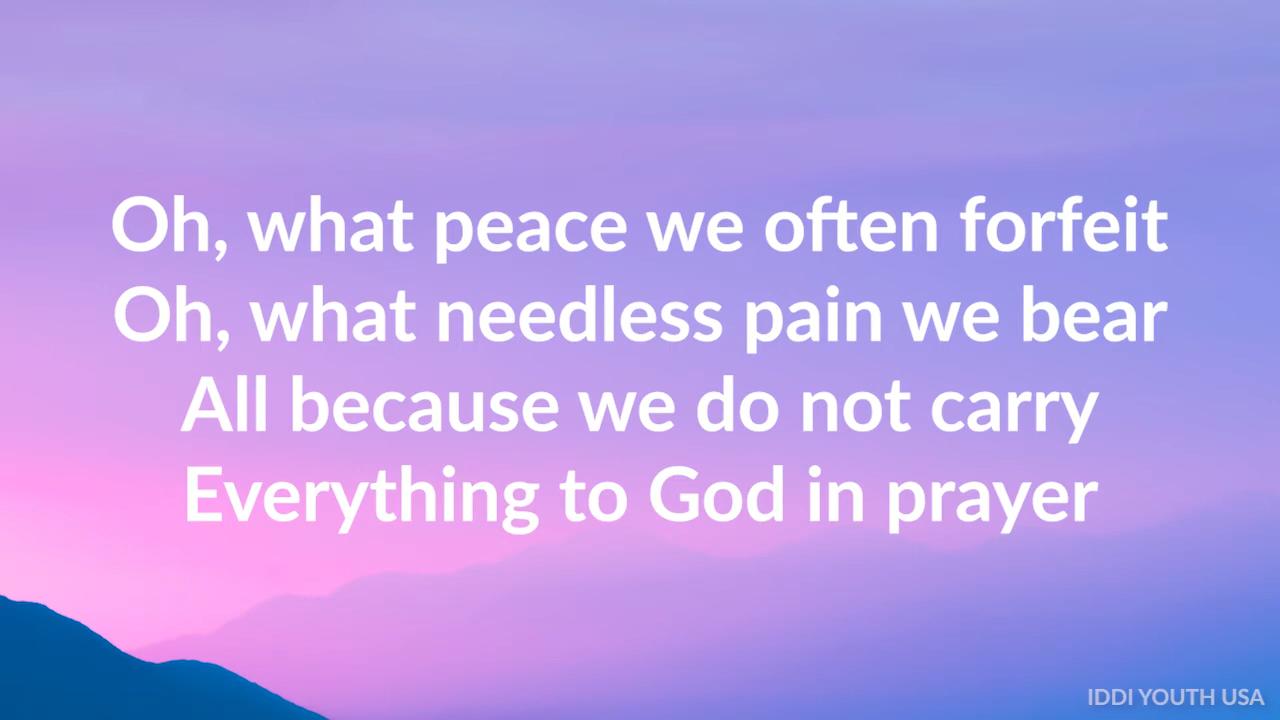 Oh, what peace we often forfeit
Oh, what needless pain we bear
All because we do not carry
Everything to God in prayer
IDDI YOUTH USA